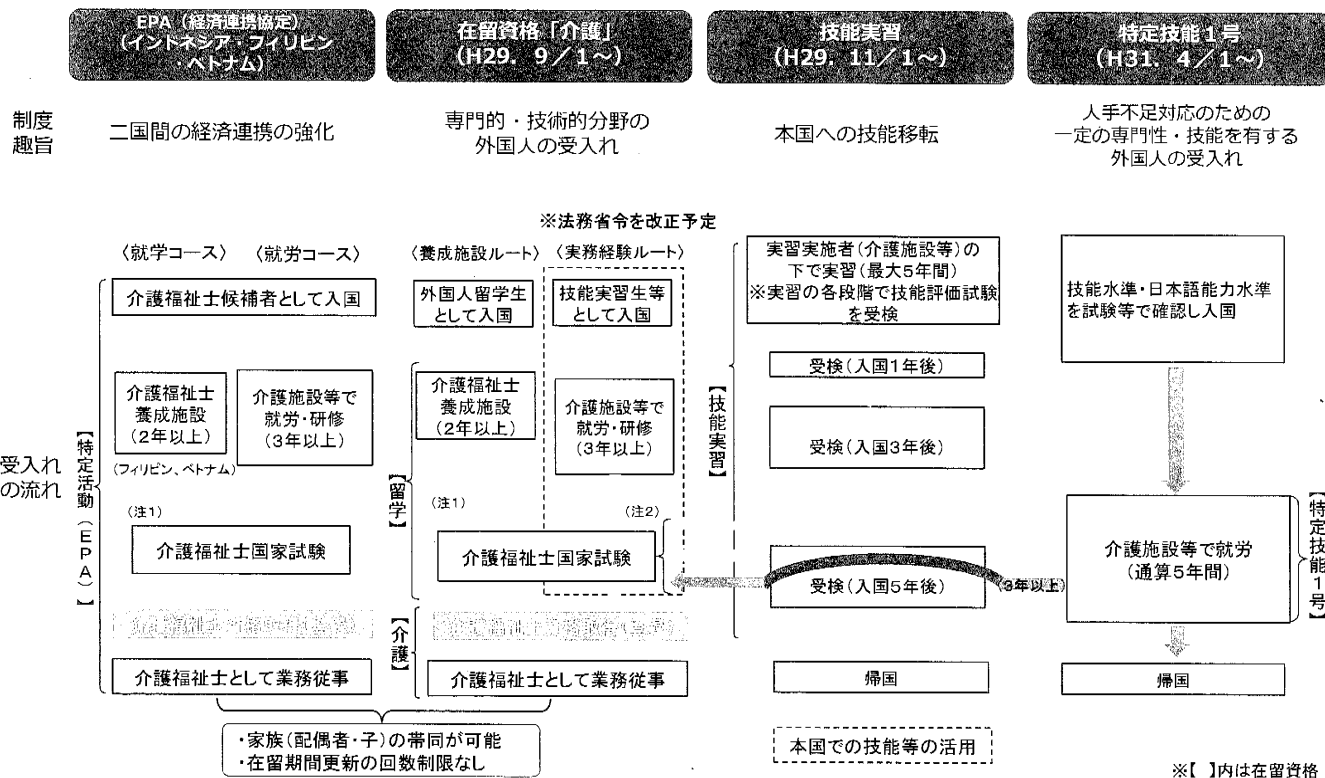 EPA(経済連携協定)
(インドネシア・フィリピン
・ベトナム)
在留資格「介護」
(H29. 9/1~)
技能実習
(H29. 11/1~)
特定技能1号
(H31. 4/1~)
制度
趣旨
二国間の経済連携の強化
専門的・技術的分野の
外国人の受入れ
本国への技能移転
人手不足対応のための
一定の専門性・技能を有する
外国人の受入れ
受入れ
の流れ
【特定活動(EPA)】
〈就学コース〉
〈就労コース〉
介護福祉士候補者として入国
介護福祉士
養成施設
(2年以上)
(フィリピン、ベトナム)
介護施設等で
就労・研修
(3年以上)
(注1)
介護福祉士国家試験
介護福祉士として業務従事
※法務省令を改正予定
〈養成施設ルート〉
〈実務経験ルート〉
外国人留学生
として入国
技能実習生等
として入国
【留学】
介護福祉士
養成施設
(2年以上)
介護施設等で
就労・研修
(3年以上)
(注1)
(注2)
介護福祉士国家試験
【介護】
介護福祉士として業務従事
・家族(配偶者・子)の帯同が可能
・在留期間更新の回数制限なし
【技能実習】
実習実施者(介護施設等)の
下で実習(最大5年間)
※実習の各段階で技能評価試験
を受検
受検(入国1年後)
受検(入国3年後)
受検(入国5年後)
(3年以上)
帰国
本国での技能等の活用
技能水準・日本語能力水準
を試験等で確認し入国
介護施設等で就労
(通算5年間)
【特定技能1号】
帰国
※【 】内は在留資格